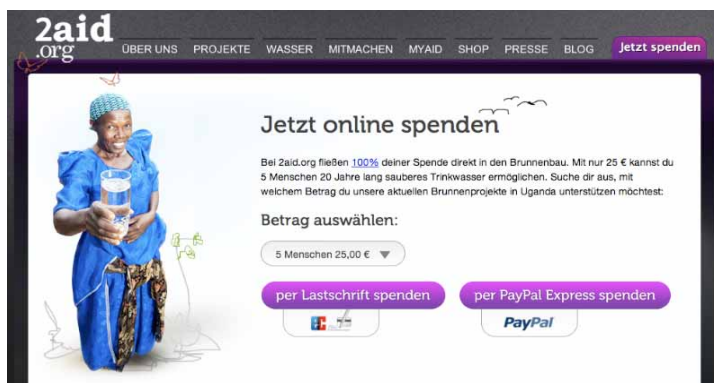 2aid
.org
ÜBER UNS PROJEKTE WASSER MITMACHEN MYAID SHOP PRESSE BLOG Jetzt spenden
Jetzt online spenden
Bei 2aid.org fließen 100% deiner Spende direkt in den Brunnenbau. Mit nur 25 € kannst du
5 Menschen 20 Jahre lang sauberes Trinkwasser ermöglichen. Suche dir aus, mit
welchem Betrag du unsere aktuellen Brunnenprojekte in Uganda unterstützen möchtest:
Betrag auswählen:
5 Menschen 25,00 €
per Lastschrift spenden per PayPal Express spenden
PayPal